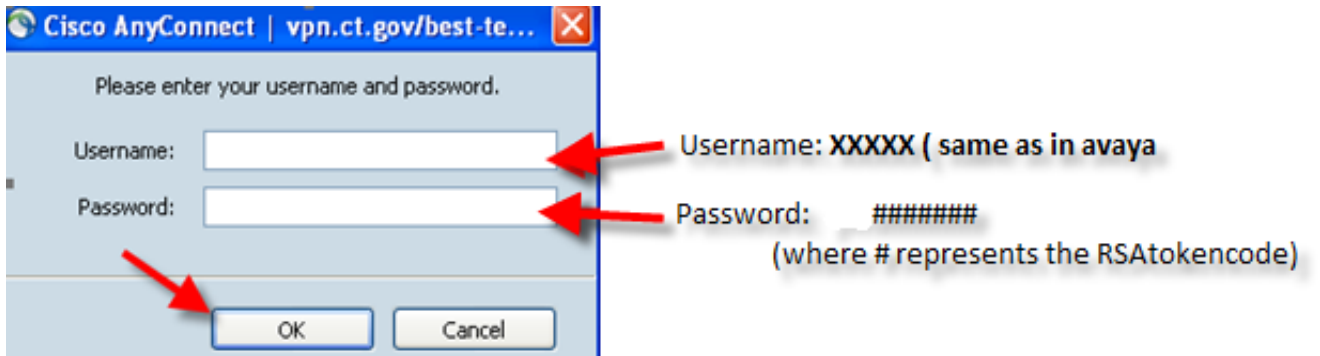 Cisco AnyConnect | vpn.ct.gov/best-te...
Please enter your username and password.
Username:
Username: XXXXX ( same as in avaya
Password:
Password: #######
(where # represents the RSAtokencode)
OK
Cancel